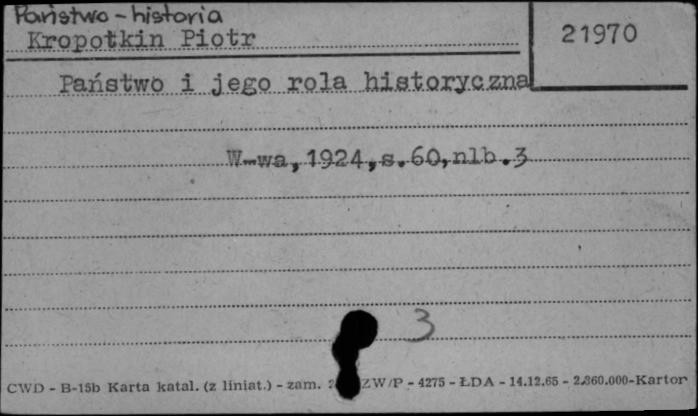 Państwo - historia
Kropotkin Piotr
21970
Państwo i jego rola historyczna
W-wa, 1924, s. 60, nlb. 3
3
CWD - B-15b Karta katal. (z liniat.) - zam. ZW/P - 4275 - ŁDA - 14.12.65 - 2.860.000-Karton